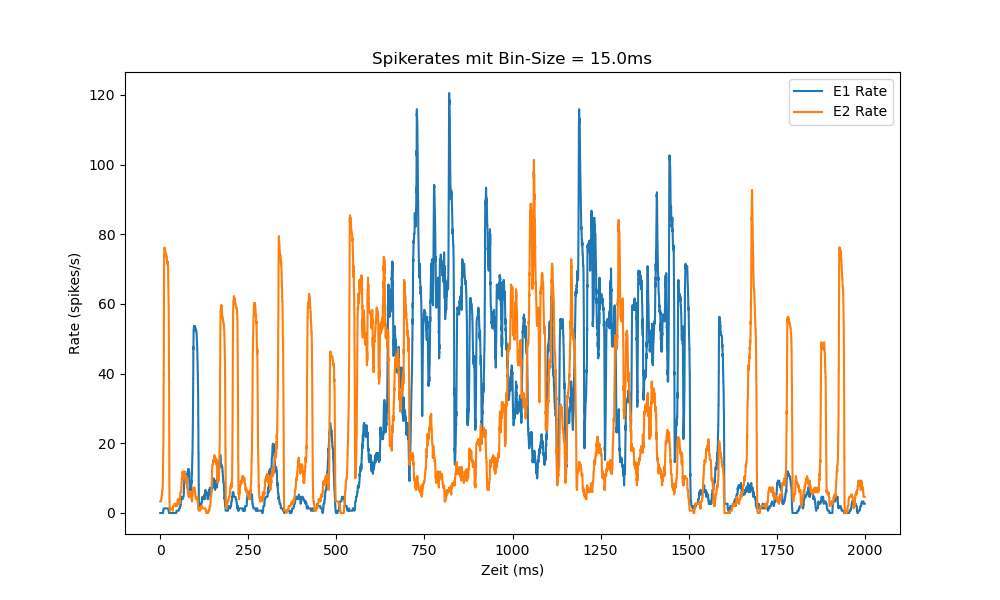 Spikerates mit Bin-Size = 15.0ms
E1 Rate
E2 Rate
120
100
80
60
40
20
0
Rate (spikes/s)
0 250 500 750 1000 1250 1500 1750 2000
Zeit (ms)